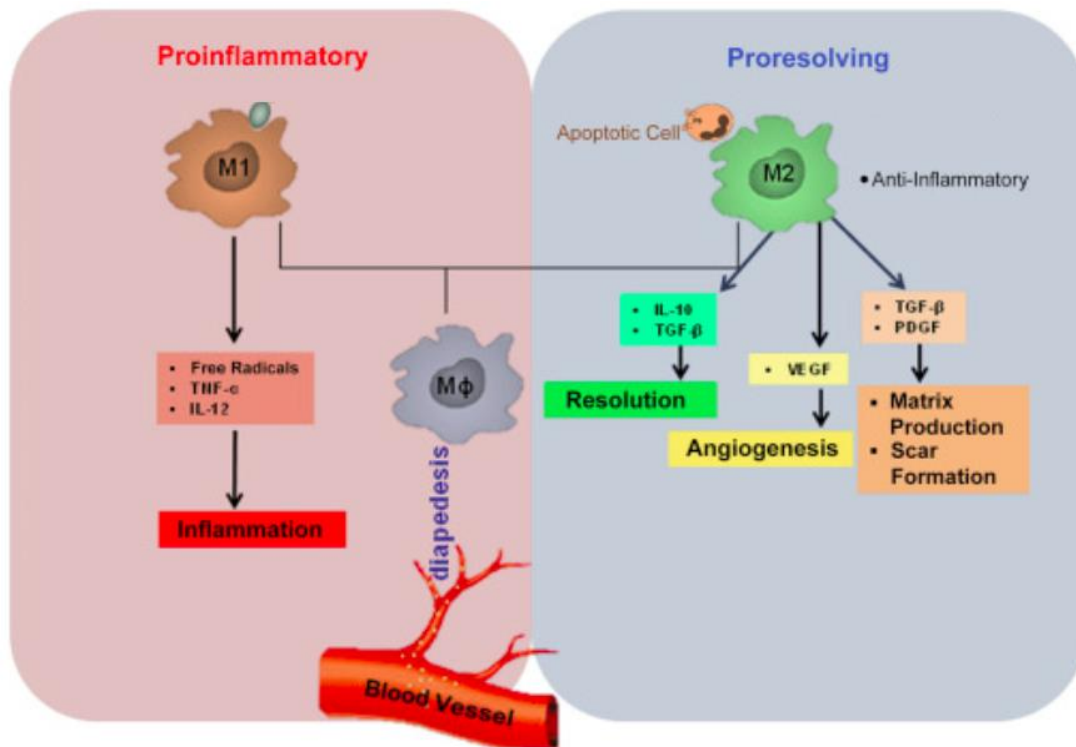 Proinflammatory
M1
▪ Free Radicals
▪ TNF-α
▪ IL-12
Inflammation
Mϕ
diapedesis
Blood Vessel
Proresolving
Apoptotic Cell
M2
• Anti-Inflammatory
▪ IL-10
▪ TGF-β
Resolution
▪ VEGF
Angiogenesis
▪ TGF-β
▪ PDGF
▪ Matrix
Production
▪ Scar
Formation